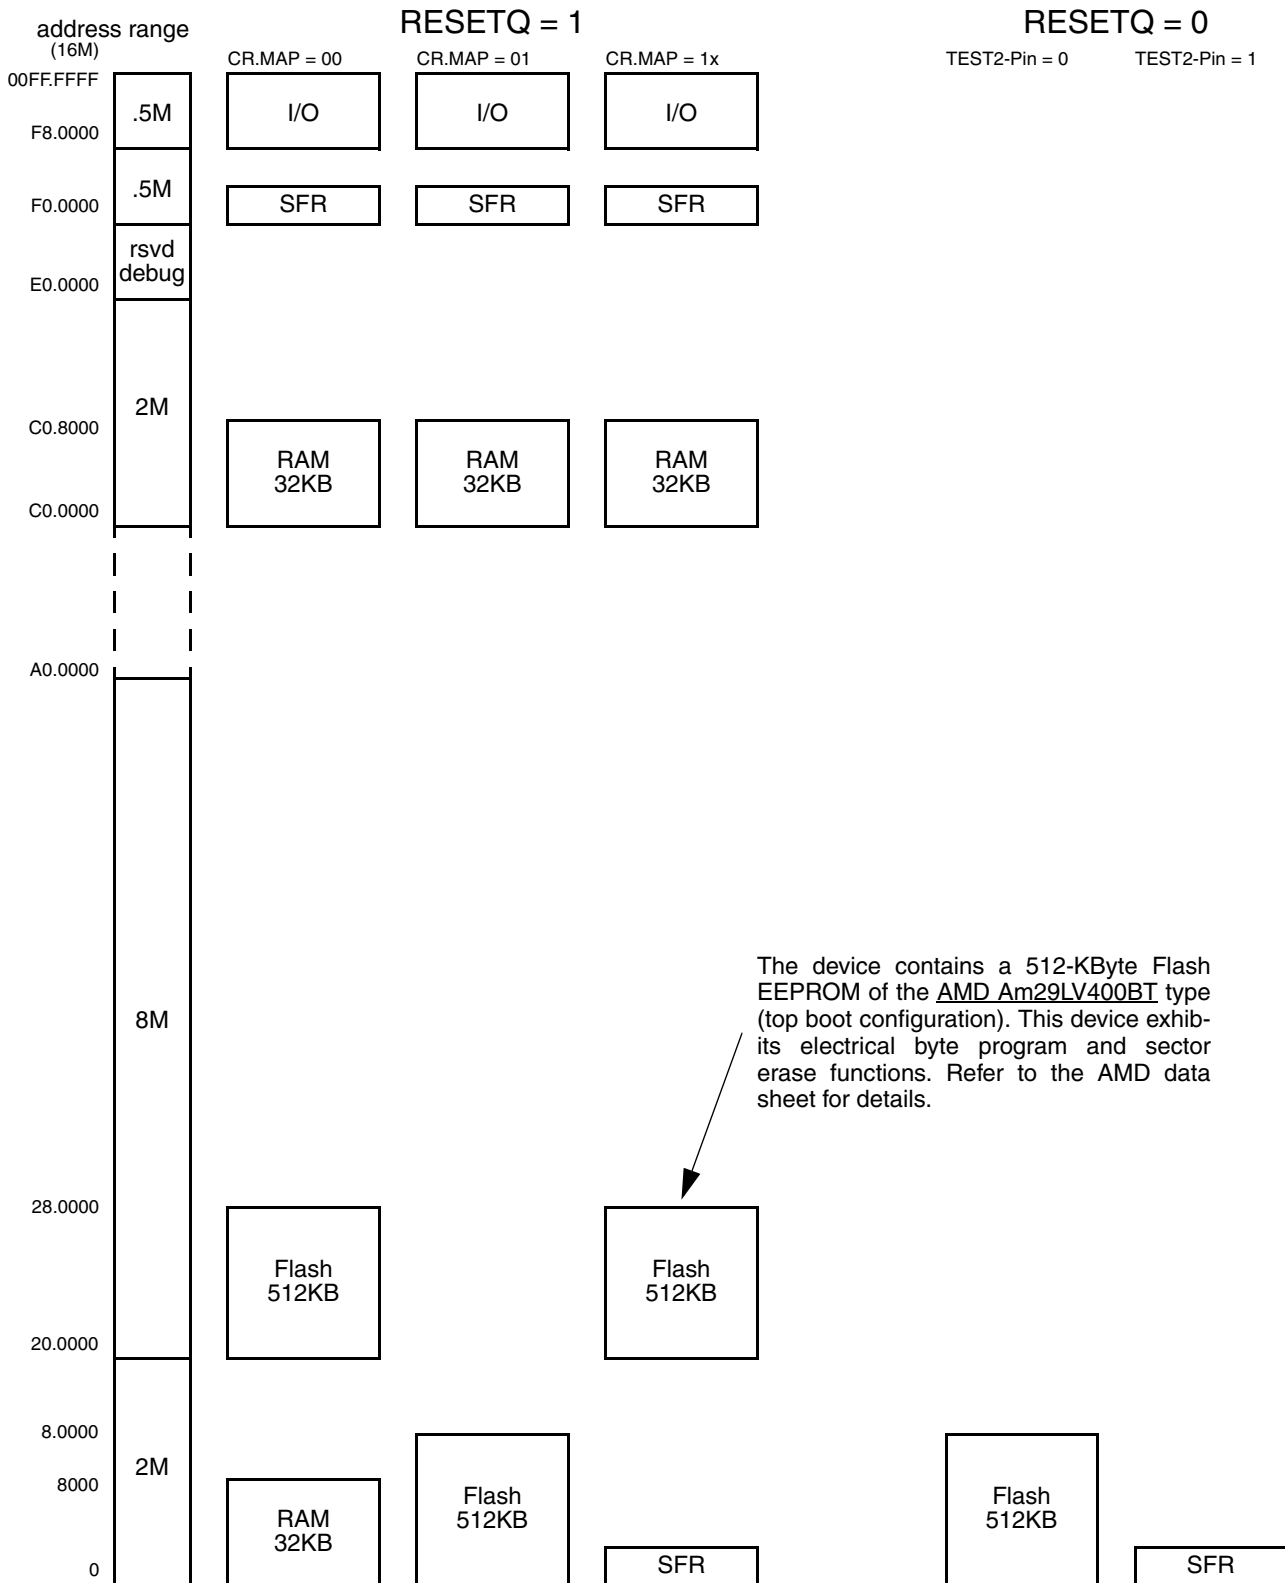 address range
(16M)
RESETQ = 1
RESETQ = 0
CR.MAP = 00
CR.MAP = 01
CR.MAP = 1x
TEST2-Pin = 0
TEST2-Pin = 1
00FF.FFFF
.5M
I/O
I/O
I/O
F8.0000
.5M
SFR
SFR
SFR
F0.0000
rsvd
debug
E0.0000
2M
C0.8000
RAM
32KB
RAM
32KB
RAM
32KB
C0.0000
A0.0000
The device contains a 512-KByte Flash
EEPROM of the AMD Am29LV400BT type
(top boot configuration). This device exhib-
its electrical byte program and sector
erase functions. Refer to the AMD data
sheet for details.
8M
28.0000
Flash
512KB
Flash
512KB
20.0000
8.0000
2M
8000
RAM
32KB
Flash
512KB
Flash
512KB
0
SFR
SFR